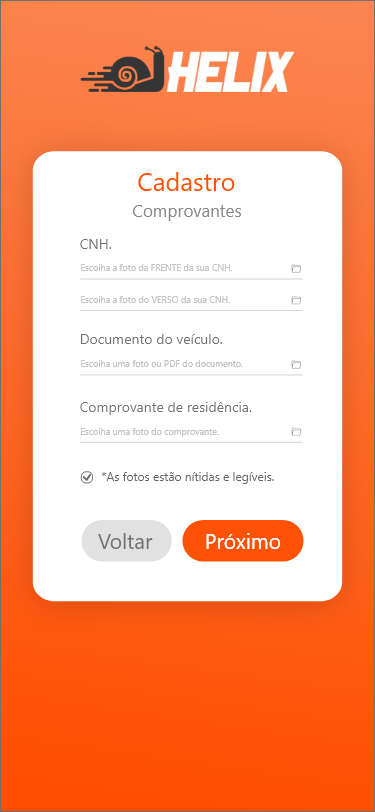 HELIX
Cadastro
Comprovantes
CNH.
Escolha a foto da FRENTE da sua CNH.
Escolha a foto do VERSO da sua CNH.
Documento do veículo.
Escolha uma foto ou PDF do documento.
Comprovante de residência.
Escolha uma foto do comprovante.
*As fotos estão nítidas e legíveis.
Voltar
Próximo